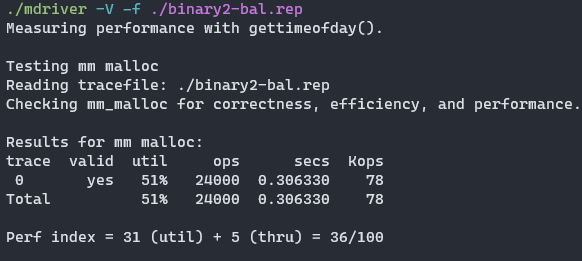 ./mdriver -V -f ./binary2-bal.rep
Measuring performance with gettimeofday().

Testing mm malloc
Reading tracefile: ./binary2-bal.rep
Checking mm_malloc for correctness, efficiency, and performance.

Results for mm malloc:
trace  valid  util     ops      secs  Kops
 0       yes   51%   24000  0.306330    78
Total          51%   24000  0.306330    78

Perf index = 31 (util) + 5 (thru) = 36/100